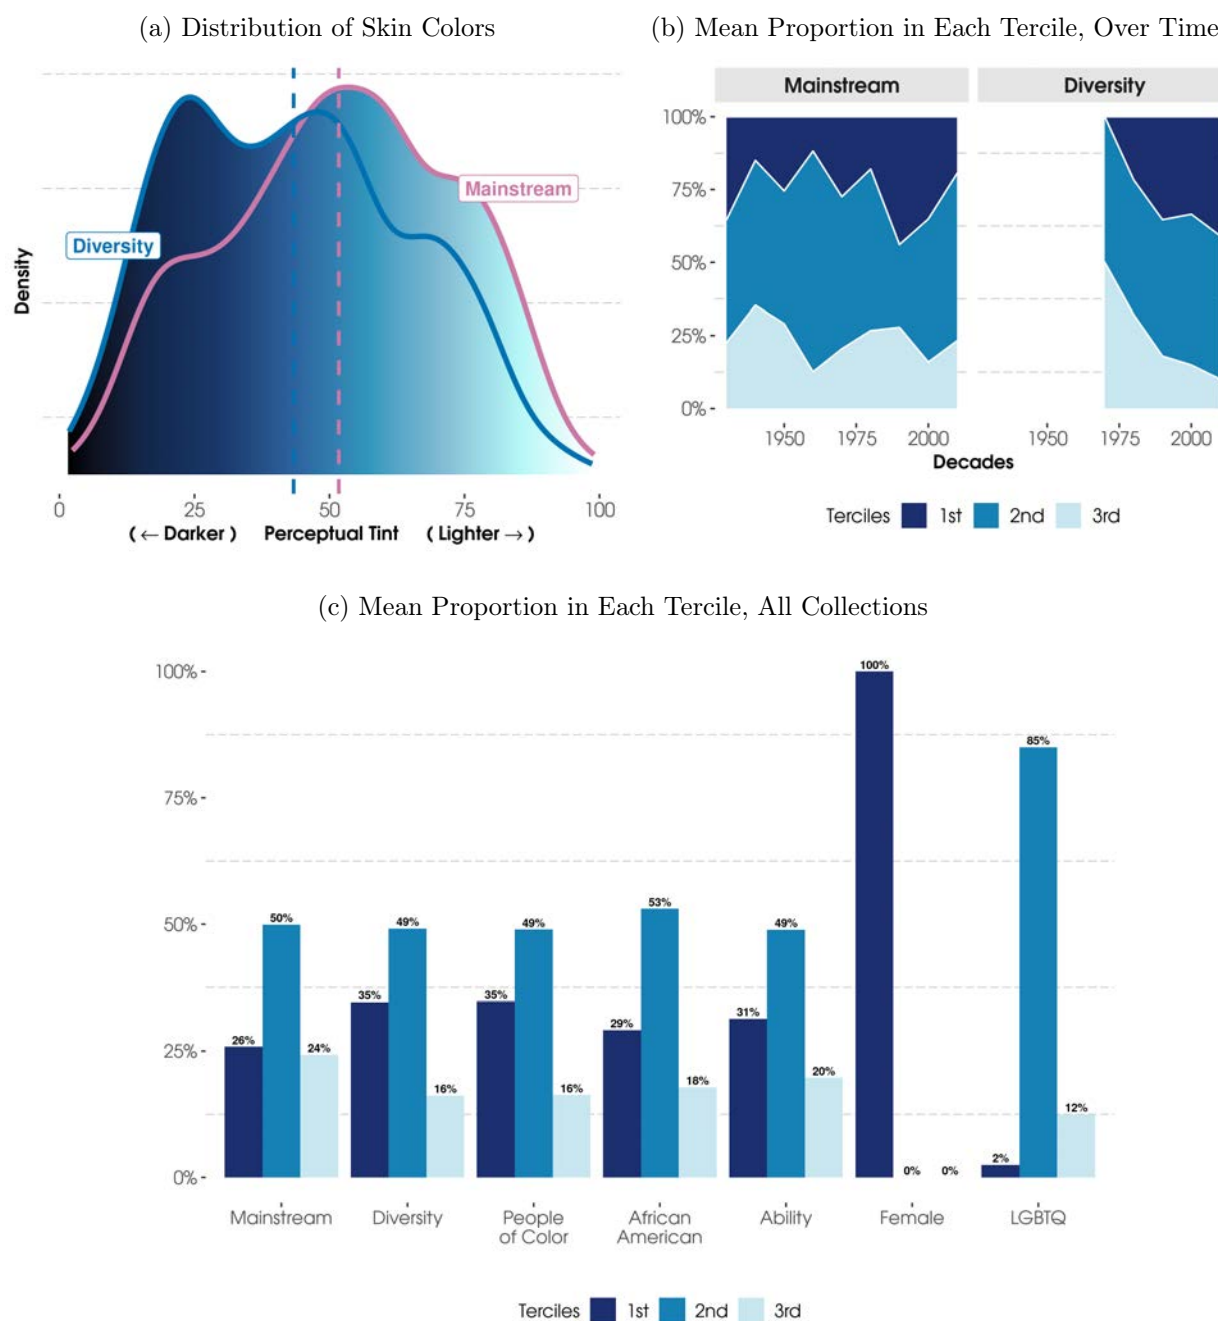 (a) Distribution of Skin Colors
(b) Mean Proportion in Each Tercile, Over Time
Density
Diversity
Mainstream
0 25 50 75 100
( ← Darker ) Perceptual Tint ( Lighter → )
Mainstream Diversity
100%
75%
50%
25%
0%
1950 1975 2000 1950 1975 2000
Decades
Terciles 1st 2nd 3rd
(c) Mean Proportion in Each Tercile, All Collections
100%
75%
50%
25%
0%
26% 50% 24%
35% 49% 16%
35% 49% 16%
29% 53% 18%
31% 49% 20%
100% 0% 0%
2% 85% 12%
Mainstream Diversity People of Color African American Ability Female LGBTQ
Terciles 1st 2nd 3rd